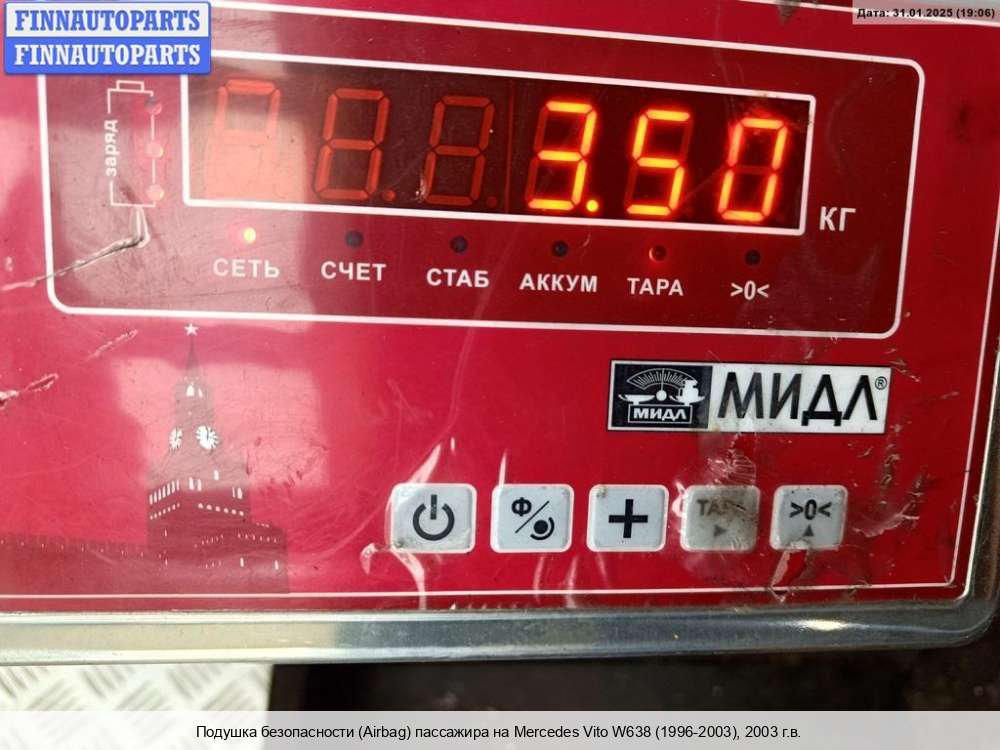 FINNAUTOPARTS
FINNAUTOPARTS
Дата: 31.01.2025 (19:06)
заряд
3.50
КГ
СЕТЬ СЧЕТ СТАБ АККУМ ТАРА >0<
МИДЛ МИДЛ®
Ф TAPA >0<
Подушка безопасности (Airbag) пассажира на Mercedes Vito W638 (1996-2003), 2003 г.в.